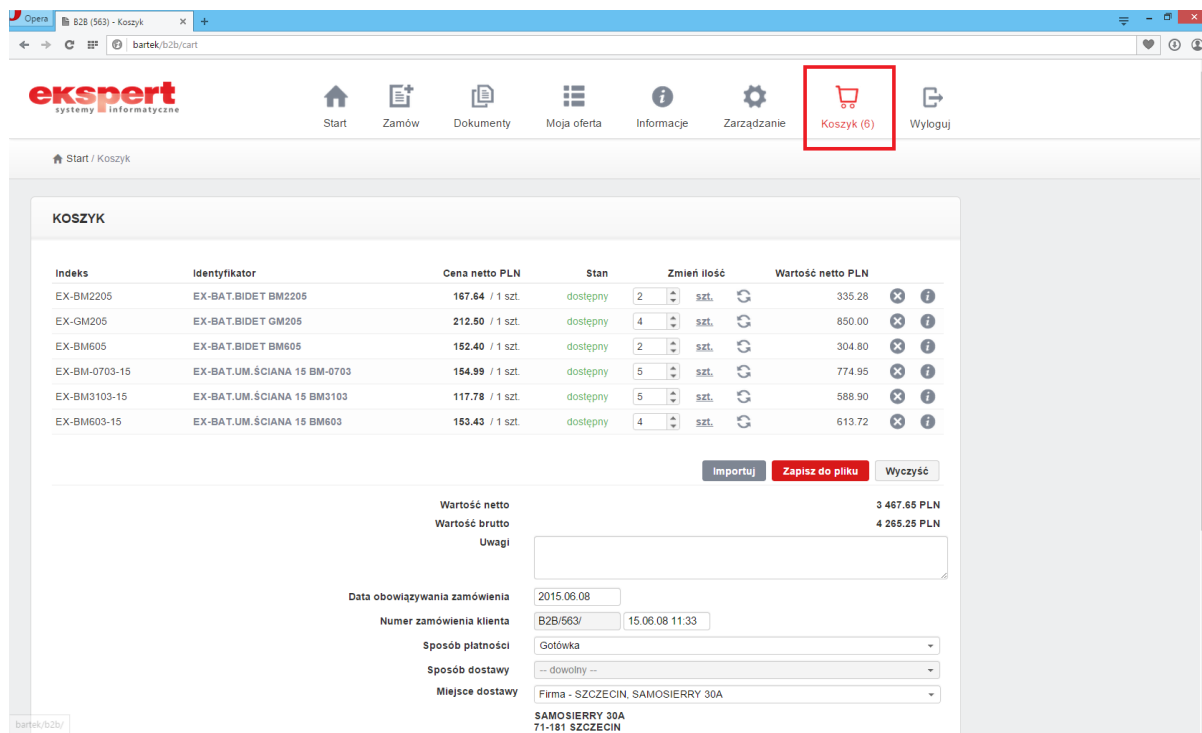 Opera
B2B (563) - Koszyk
bartek/b2b/cart
ekspert
systemy informatyczne
Start
Zamów
Dokumenty
Moja oferta
Informacje
Zarządzanie
Koszyk (6)
Wyloguj
Start / Koszyk
KOSZYK
Indeks Identyfikator Cena netto PLN Stan Zmień ilość Wartość netto PLN
EX-BM2205 EX-BAT.BIDET BM2205 167.64 / 1 szt. dostępny 2 szt. 335.28
EX-GM205 EX-BAT.BIDET GM205 212.50 / 1 szt. dostępny 4 szt. 850.00
EX-BM605 EX-BAT.BIDET BM605 152.40 / 1 szt. dostępny 2 szt. 304.80
EX-BM-0703-15 EX-BAT.UM.ŚCIANA 15 BM-0703 154.99 / 1 szt. dostępny 5 szt. 774.95
EX-BM3103-15 EX-BAT.UM.ŚCIANA 15 BM3103 117.78 / 1 szt. dostępny 5 szt. 588.90
EX-BM603-15 EX-BAT.UM.ŚCIANA 15 BM603 153.43 / 1 szt. dostępny 4 szt. 613.72
Importuj Zapisz do pliku Wyczyść
Wartość netto 3 467.65 PLN
Wartość brutto 4 265.25 PLN
Uwagi
Data obowiązywania zamówienia 2015.06.08
Numer zamówienia klienta B2B/563/ 15.06.08 11:33
Sposób płatności Gotówka
Sposób dostawy -- dowolny --
Miejsce dostawy Firma - SZCZECIN, SAMOSIERRY 30A
SAMOSIERRY 30A
71-181 SZCZECIN
bartek/b2b/